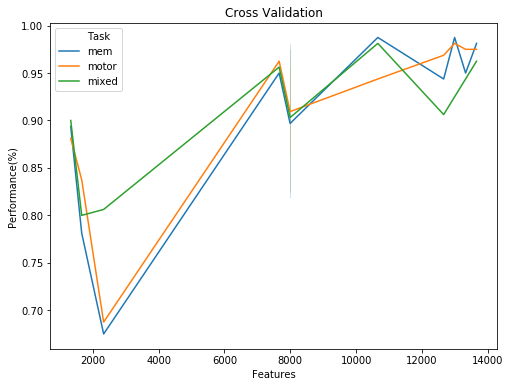 Cross Validation
1.00
0.95
0.90
0.85
0.80
0.75
0.70
Performance(%)
Task
mem
motor
mixed
2000
4000
6000
8000
10000
12000
14000
Features